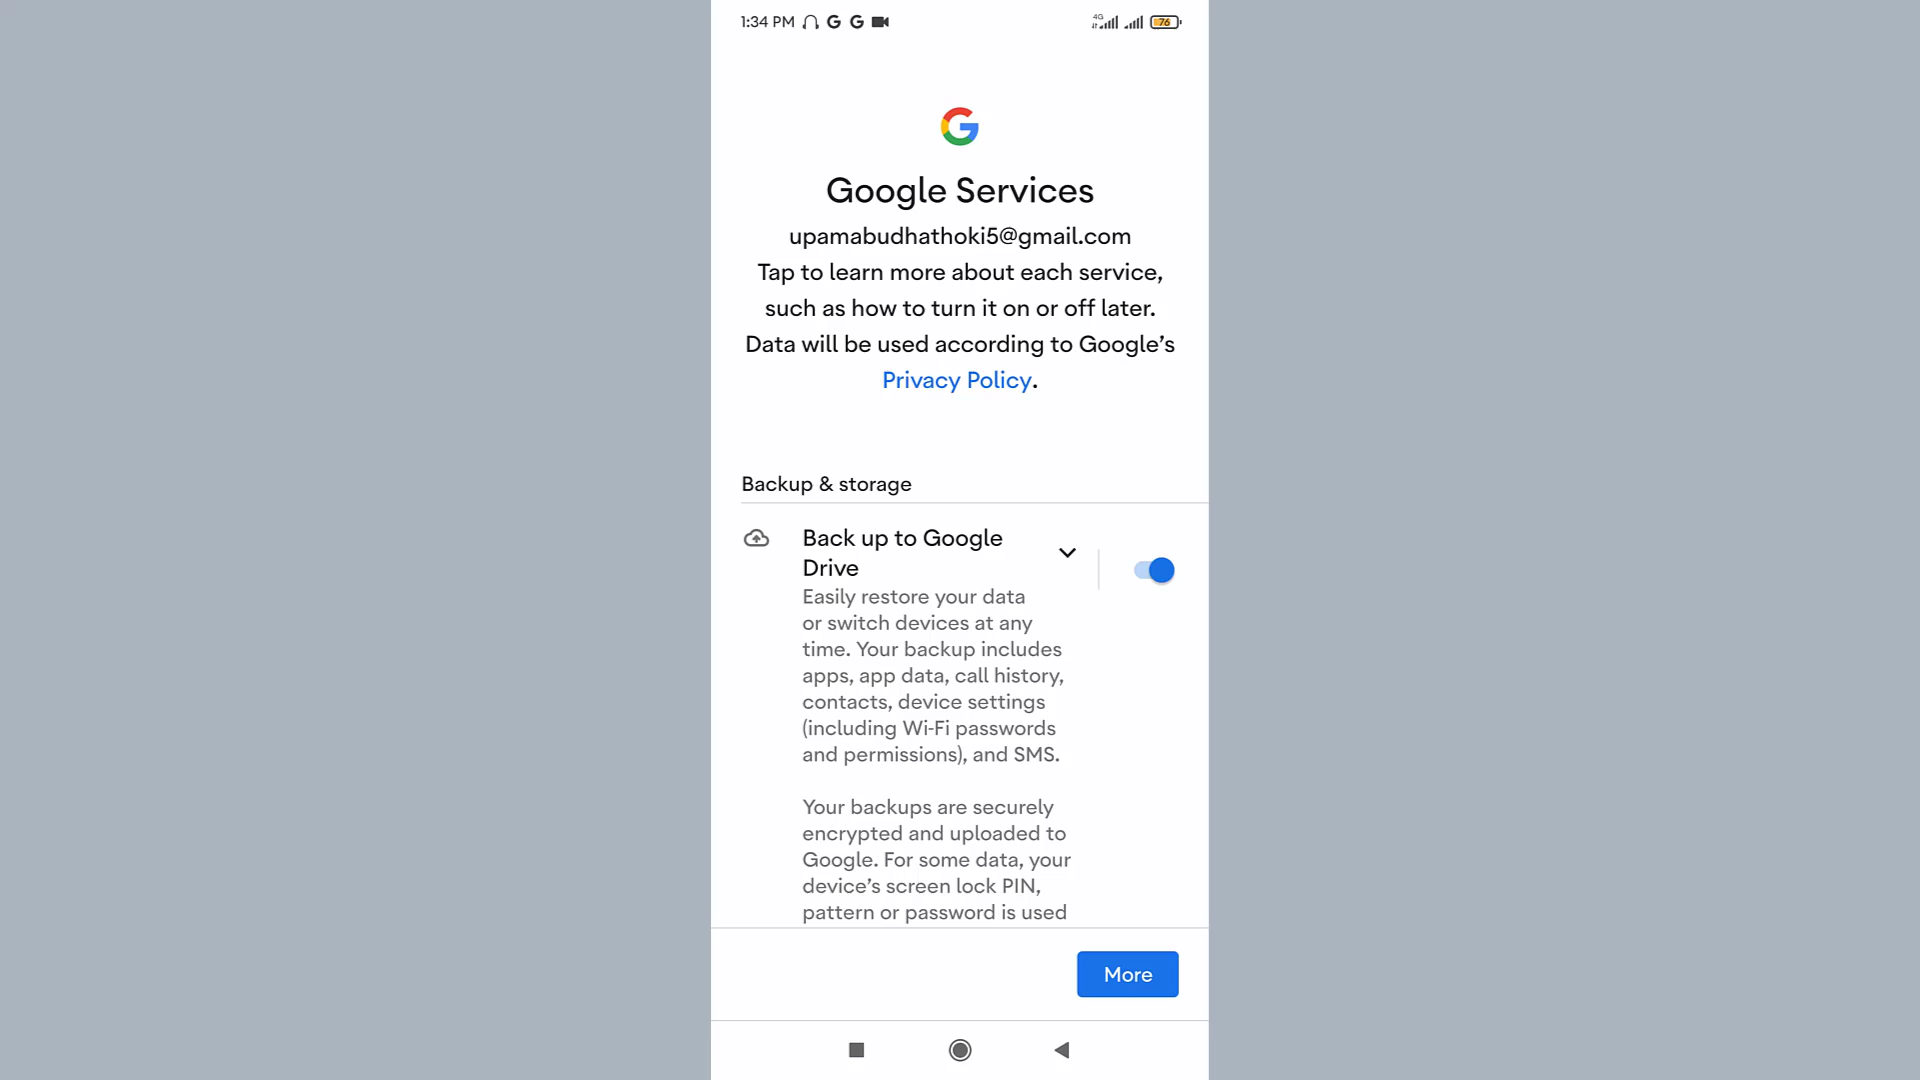 1:34 PM
4G
76
Google Services
upamabudhathoki5@gmail.com
Tap to learn more about each service,
such as how to turn it on or off later.
Data will be used according to Google’s
Privacy Policy.
Backup & storage
Back up to Google
Drive
Easily restore your data
or switch devices at any
time. Your backup includes
apps, app data, call history,
contacts, device settings
(including Wi-Fi passwords
and permissions), and SMS.
Your backups are securely
encrypted and uploaded to
Google. For some data, your
device’s screen lock PIN,
pattern or password is used
More